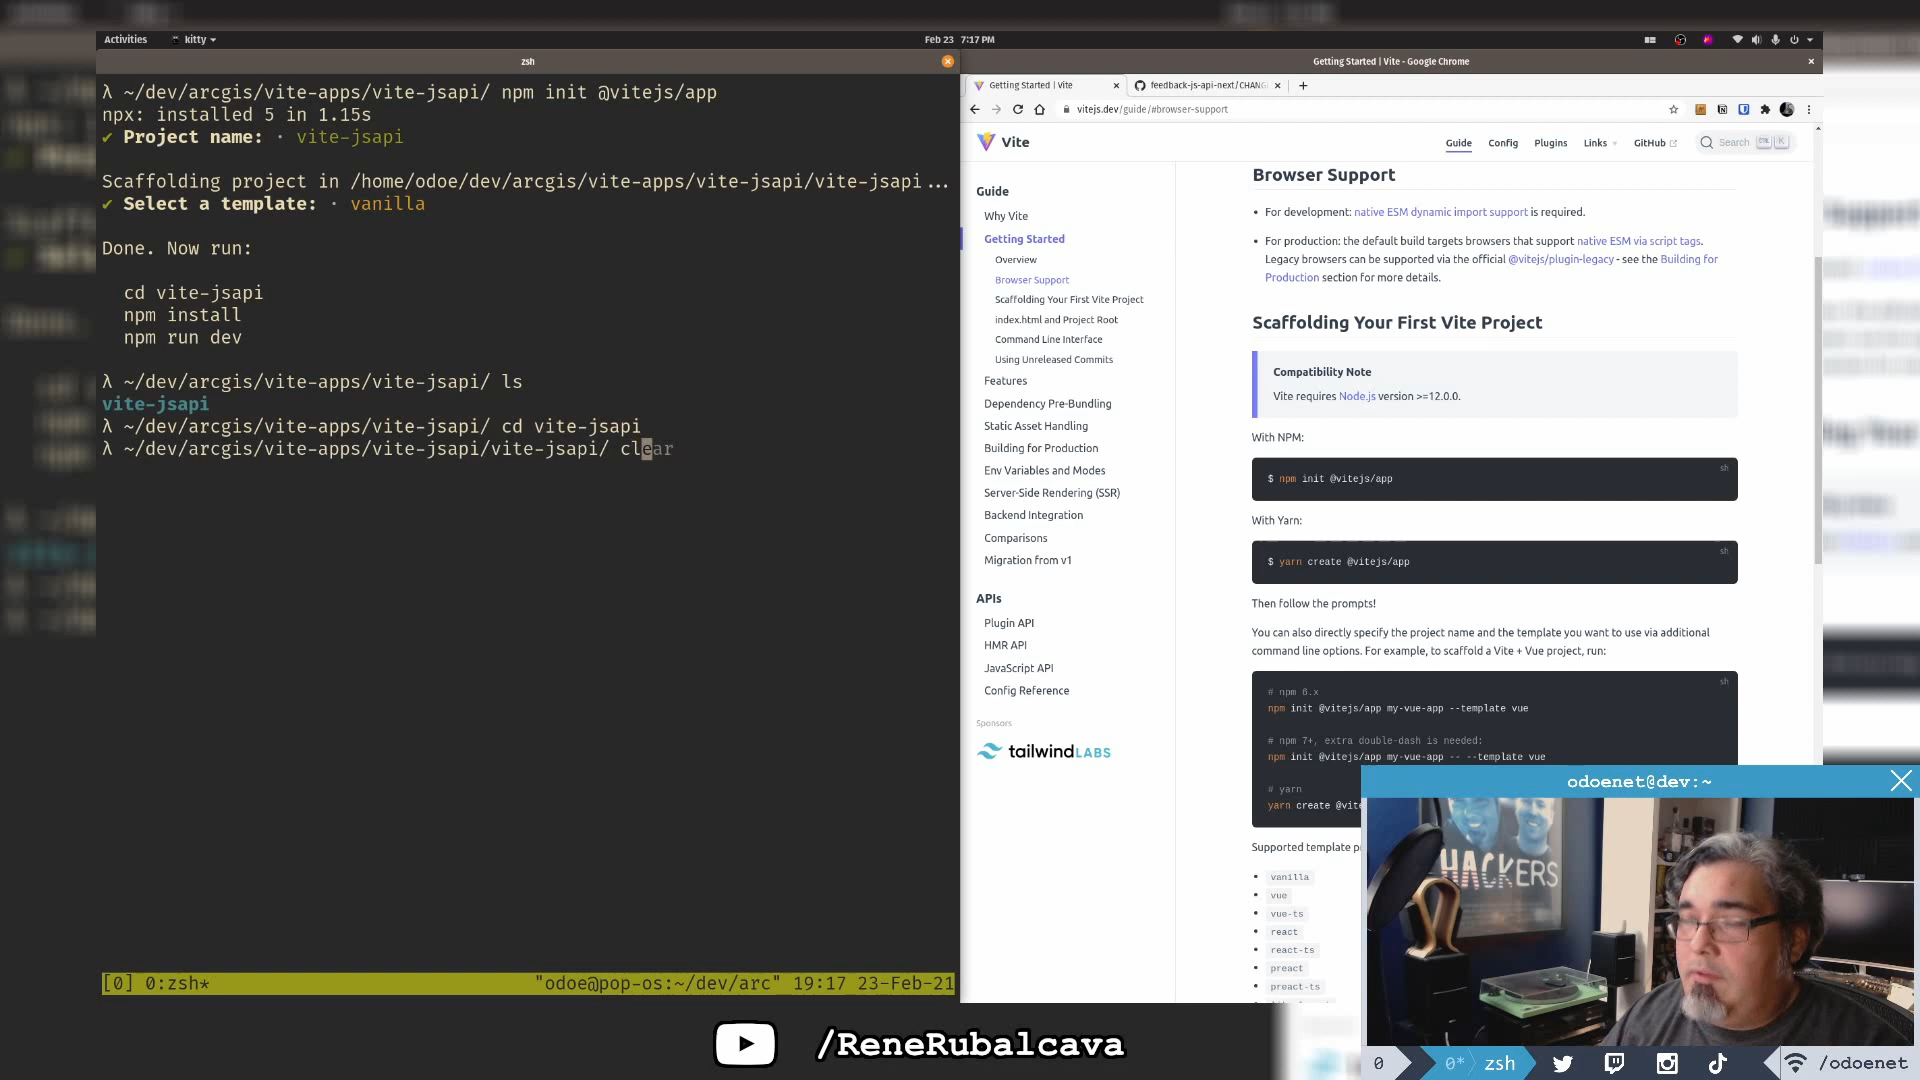 Activities
kitty
Feb 23 7:17 PM
zsh
λ ~/dev/arcgis/vite-apps/vite-jsapi/ npm init @vitejs/app
npx: installed 5 in 1.15s
✔ Project name: · vite-jsapi
Scaffolding project in /home/odoe/dev/arcgis/vite-apps/vite-jsapi/vite-jsapi...
✔ Select a template: · vanilla
Done. Now run:
cd vite-jsapi
npm install
npm run dev
λ ~/dev/arcgis/vite-apps/vite-jsapi/ ls
vite-jsapi
λ ~/dev/arcgis/vite-apps/vite-jsapi/ cd vite-jsapi
λ ~/dev/arcgis/vite-apps/vite-jsapi/vite-jsapi/ clear
[0] 0:zsh*
"odoe@pop-os:~/dev/arc" 19:17 23-Feb-21
Getting Started | Vite - Google Chrome
Getting Started | Vite
feedback-js-api-next/CHANG
vitejs.dev/guide/#browser-support
Vite
Guide
Config
Plugins
Links
GitHub
Search
Guide
Why Vite
Getting Started
Overview
Browser Support
Scaffolding Your First Vite Project
index.html and Project Root
Command Line Interface
Using Unreleased Commits
Features
Dependency Pre-Bundling
Static Asset Handling
Building for Production
Env Variables and Modes
Server-Side Rendering (SSR)
Backend Integration
Comparisons
Migration from v1
APIs
Plugin API
HMR API
JavaScript API
Config Reference
Sponsors
tailwindLABS
Browser Support
• For development: native ESM dynamic import support is required.
• For production: the default build targets browsers that support native ESM via script tags.
Legacy browsers can be supported via the official @vitejs/plugin-legacy - see the Building for
Production section for more details.
Scaffolding Your First Vite Project
Compatibility Note
Vite requires Node.js version >=12.0.0.
With NPM:
sh
$ npm init @vitejs/app
With Yarn:
sh
$ yarn create @vitejs/app
Then follow the prompts!
You can also directly specify the project name and the template you want to use via additional
command line options. For example, to scaffold a Vite + Vue project, run:
sh
# npm 6.x
npm init @vitejs/app my-vue-app --template vue
# npm 7+, extra double-dash is needed:
npm init @vitejs/app my-vue-app -- --template vue
# yarn
yarn create @vite
Supported template p
• vanilla
• vue
• vue-ts
• react
• react-ts
• preact
• preact-ts
odoenet@dev:~
HACKERS
/ReneRubalcava
0
0*
zsh
/odoenet